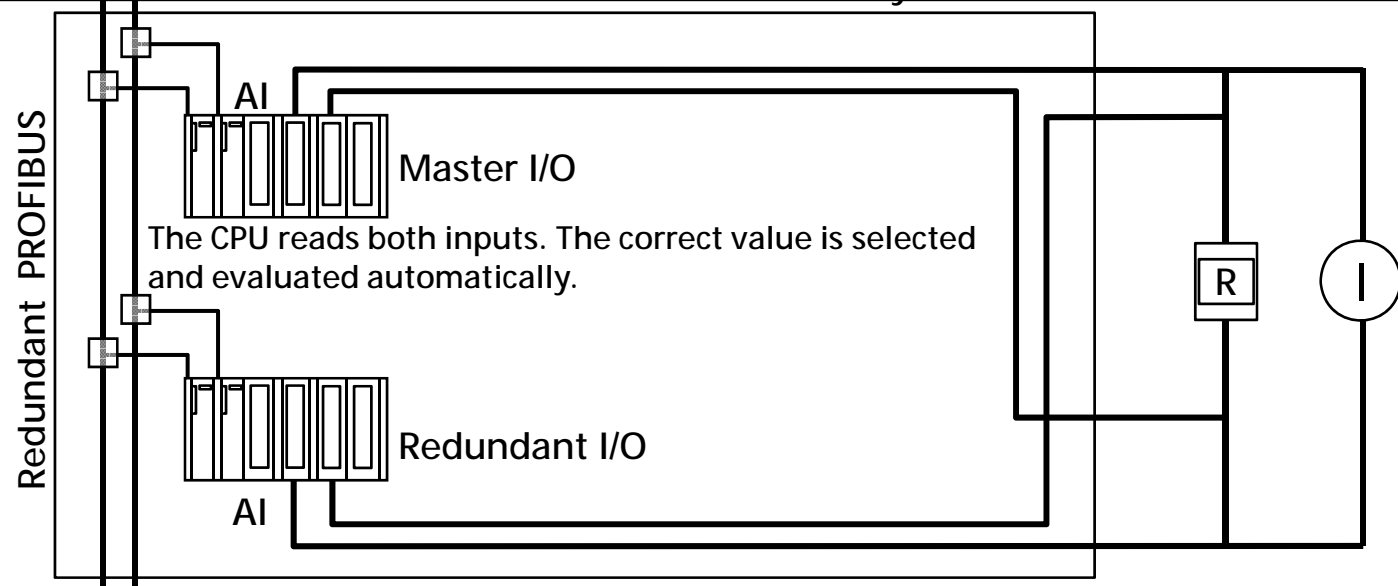 AI
Master I/O
The CPU reads both inputs. The correct value is selected
and evaluated automatically.
Redundant PROFIBUS
R
I
Redundant I/O
AI